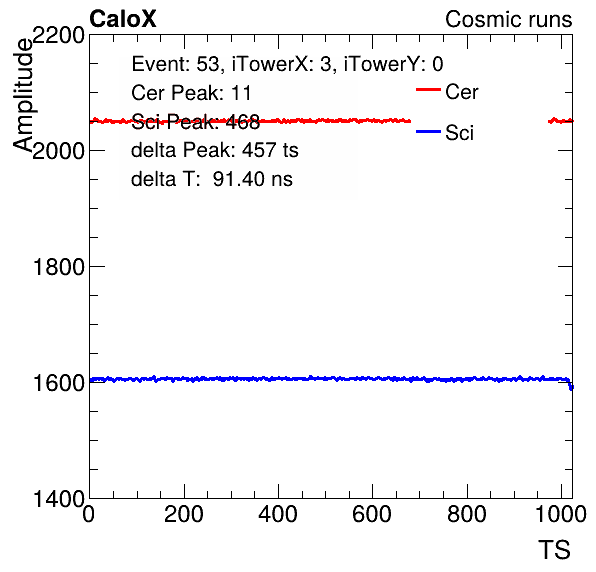 CaloX
Cosmic runs
Amplitude
Event: 53, iTowerX: 3, iTowerY: 0
Cer Peak: 11
Sci Peak: 468
delta Peak: 457 ts
delta T:  91.40 ns
Cer
Sci
2200
2000
1800
1600
1400
0
200
400
600
800
1000
TS